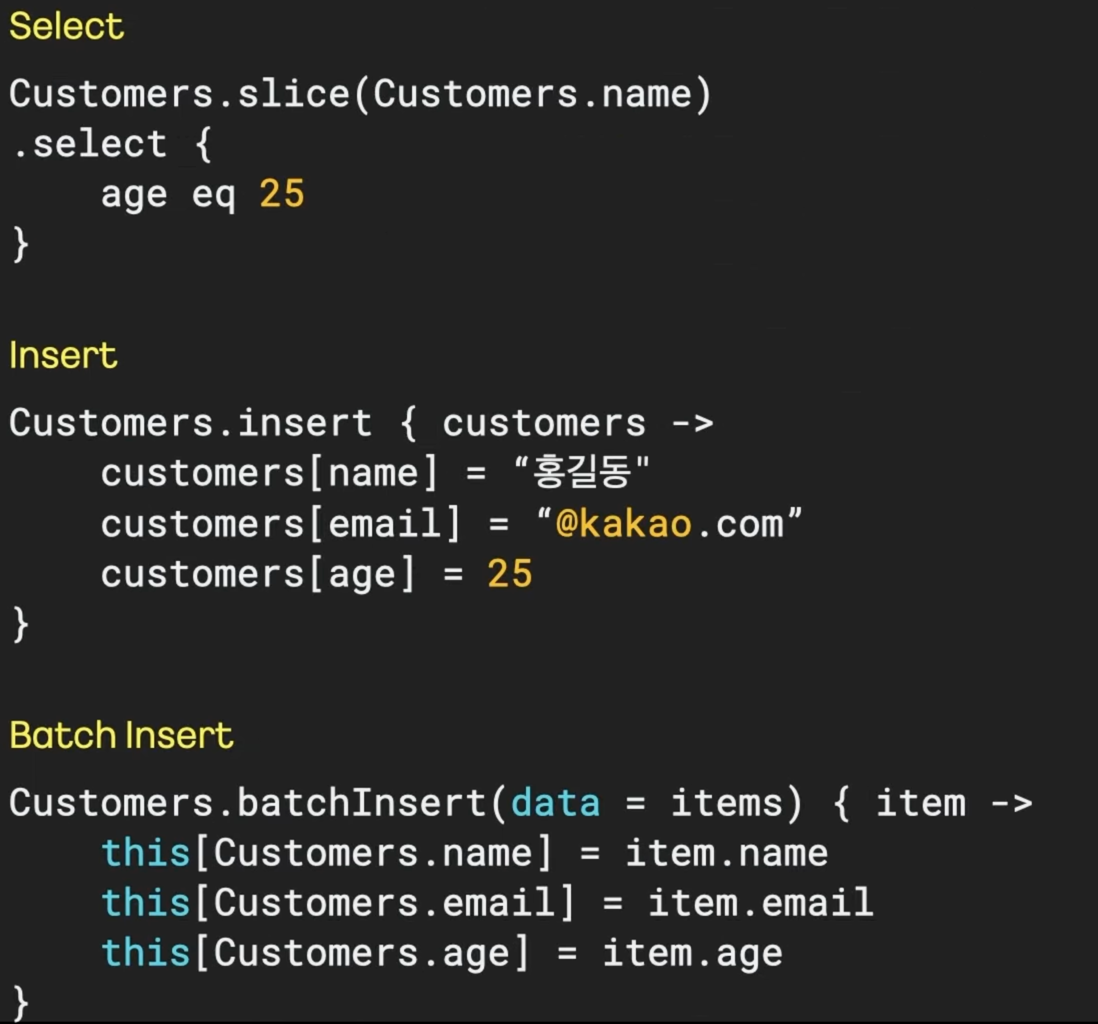 Select
Customers.slice(Customers.name)
.select {
    age eq 25
}
Insert
Customers.insert { customers ->
    customers[name] = “홍길동"
    customers[email] = “@kakao.com”
    customers[age] = 25
}
Batch Insert
Customers.batchInsert(data = items) { item ->
    this[Customers.name] = item.name
    this[Customers.email] = item.email
    this[Customers.age] = item.age
}